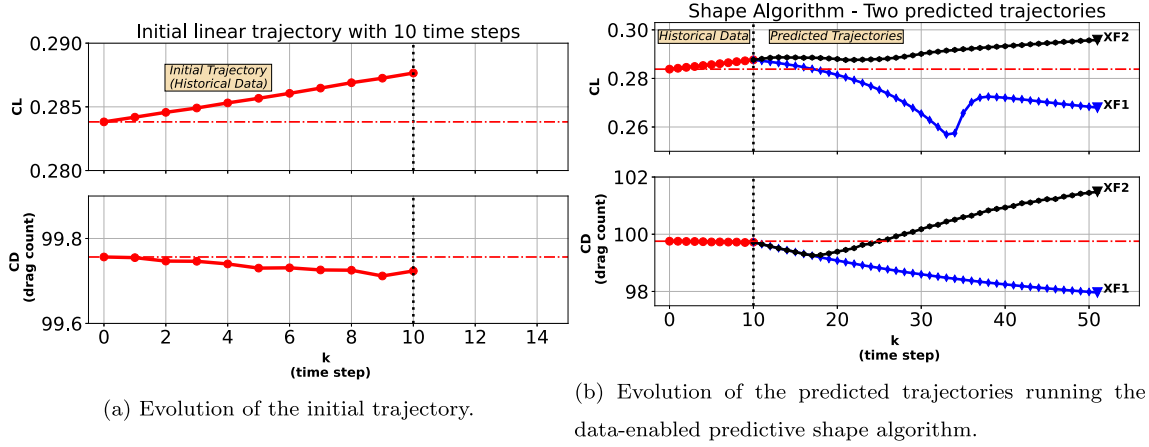 Initial linear trajectory with 10 time steps
0.290
0.285
0.280
CL
Initial Trajectory
(Historical Data)
99.8
99.6
CD
(drag count)
0 2 4 6 8 10 12 14
k
(time step)
(a) Evolution of the initial trajectory.
Shape Algorithm - Two predicted trajectories
0.30
0.28
0.26
CL
Historical Data
Predicted Trajectories
XF2
XF1
102
100
98
CD
(drag count)
XF2
XF1
0 10 20 30 40 50
k
(time step)
(b) Evolution of the predicted trajectories running the
data-enabled predictive shape algorithm.